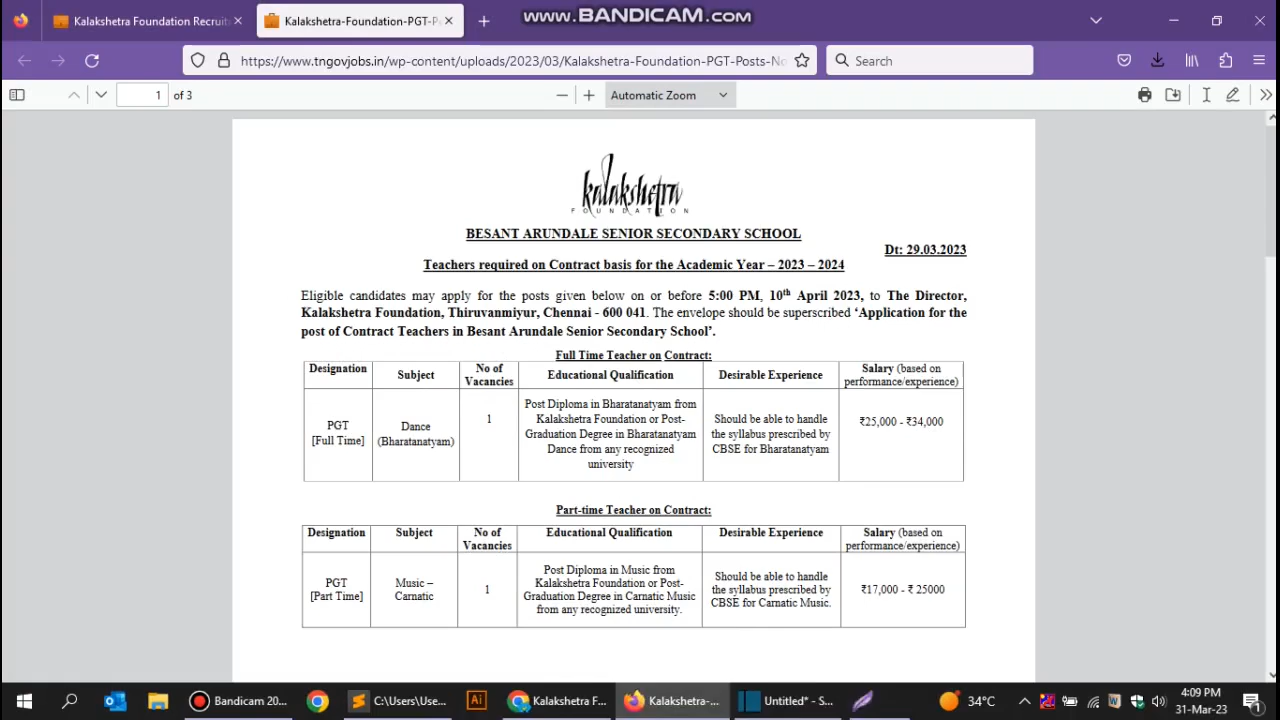 www.BANDICAM.com
Kalakshetra Foundation Recruit
Kalakshetra-Foundation-PGT-P
https://www.tngovjobs.in/wp-content/uploads/2023/03/Kalakshetra-Foundation-PGT-Posts-No
Search
1 of 3
Automatic Zoom
kalakshetra
FOUNDATION
BESANT ARUNDALE SENIOR SECONDARY SCHOOL
Dt: 29.03.2023
Teachers required on Contract basis for the Academic Year – 2023 – 2024
Eligible candidates may apply for the posts given below on or before 5:00 PM, 10th April 2023, to The Director,
Kalakshetra Foundation, Thiruvanmiyur, Chennai - 600 041. The envelope should be superscribed ‘Application for the
post of Contract Teachers in Besant Arundale Senior Secondary School’.
Full Time Teacher on Contract:
Designation
Subject
No of
Vacancies
Educational Qualification
Desirable Experience
Salary (based on
performance/experience)
PGT
[Full Time]
Dance
(Bharatanatyam)
1
Post Diploma in Bharatanatyam from
Kalakshetra Foundation or Post-
Graduation Degree in Bharatanatyam
Dance from any recognized
university
Should be able to handle
the syllabus prescribed by
CBSE for Bharatanatyam
₹25,000 - ₹34,000
Part-time Teacher on Contract:
Designation
Subject
No of
Vacancies
Educational Qualification
Desirable Experience
Salary (based on
performance/experience)
PGT
[Part Time]
Music –
Carnatic
1
Post Diploma in Music from
Kalakshetra Foundation or Post-
Graduation Degree in Carnatic Music
from any recognized university.
Should be able to handle
the syllabus prescribed by
CBSE for Carnatic Music.
₹17,000 - ₹ 25000
Bandicam 20...
C:\Users\Use...
Ai
Kalakshetra F...
Kalakshetra-...
Untitled* - S...
34°C
4:09 PM
31-Mar-23
1